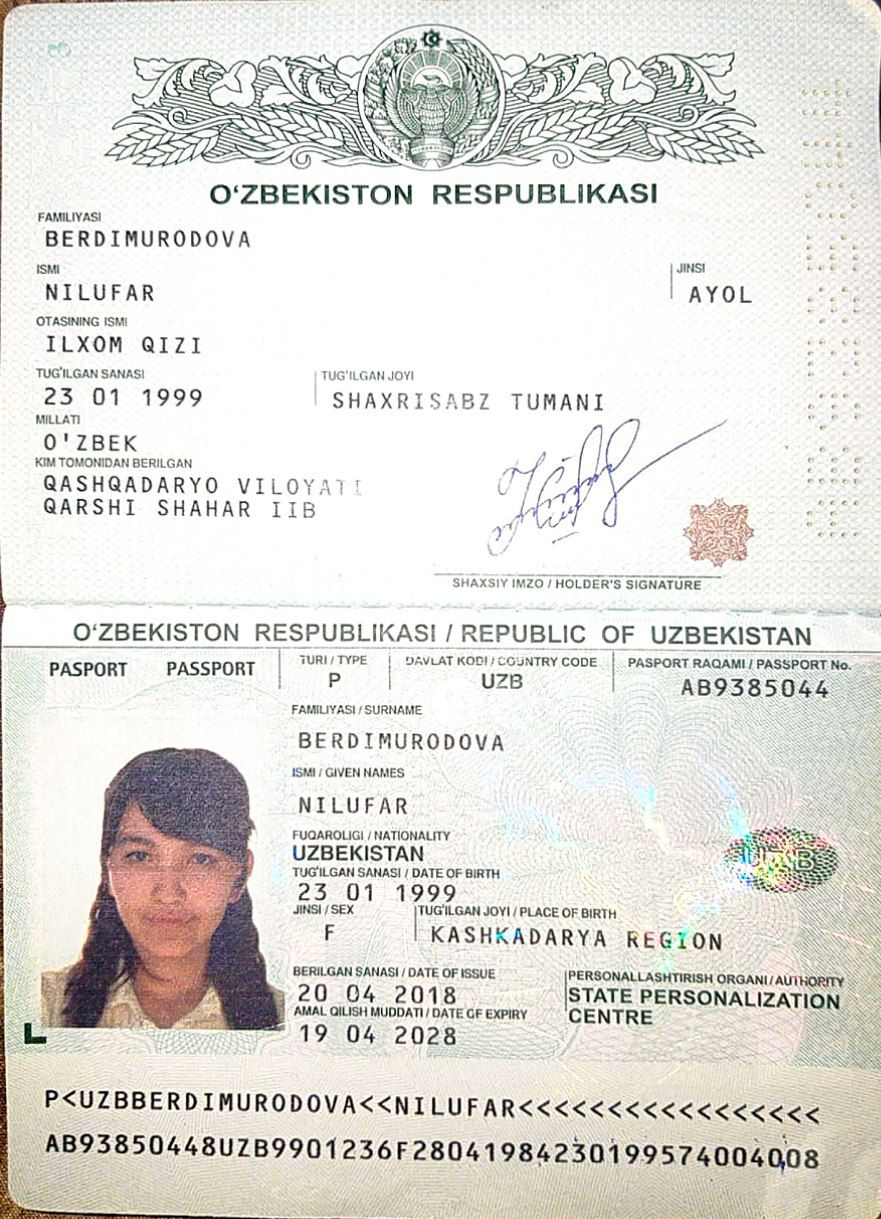 O‘ZBEKISTON RESPUBLIKASI
FAMILIYASI
BERDIMURODOVA
ISMI
NILUFAR
JINSI
AYOL
OTASINING ISMI
ILXOM QIZI
TUG'ILGAN SANASI
23 01 1999
TUG'ILGAN JOYI
SHAXRISABZ TUMANI
MILLATI
O'ZBEK
KIM TOMONIDAN BERILGAN
QASHQADARYO VILOYATI
QARSHI SHAHAR IIB
SHAXSIY IMZO / HOLDER'S SIGNATURE
O‘ZBEKISTON RESPUBLIKASI / REPUBLIC OF UZBEKISTAN
PASPORT PASSPORT
TURI / TYPE
P
DAVLAT KODI / COUNTRY CODE
UZB
PASPORT RAQAMI / PASSPORT No.
AB9385044
FAMILIYASI / SURNAME
BERDIMURODOVA
ISMI / GIVEN NAMES
NILUFAR
FUQAROLIGI / NATIONALITY
UZBEKISTAN
TUG'ILGAN SANASI / DATE OF BIRTH
23 01 1999
JINSI / SEX
F
TUG'ILGAN JOYI / PLACE OF BIRTH
KASHKADARYA REGION
UZB
BERILGAN SANASI / DATE OF ISSUE
20 04 2018
PERSONALLASHTIRISH ORGANI / AUTHORITY
STATE PERSONALIZATION
CENTRE
AMAL QILISH MUDDATI / DATE OF EXPIRY
19 04 2028
P<UZBBERDIMURODOVA<<NILUFAR<<<<<<<<<<<<<<<<<
AB93850448UZB9901236F28041984230199574004008